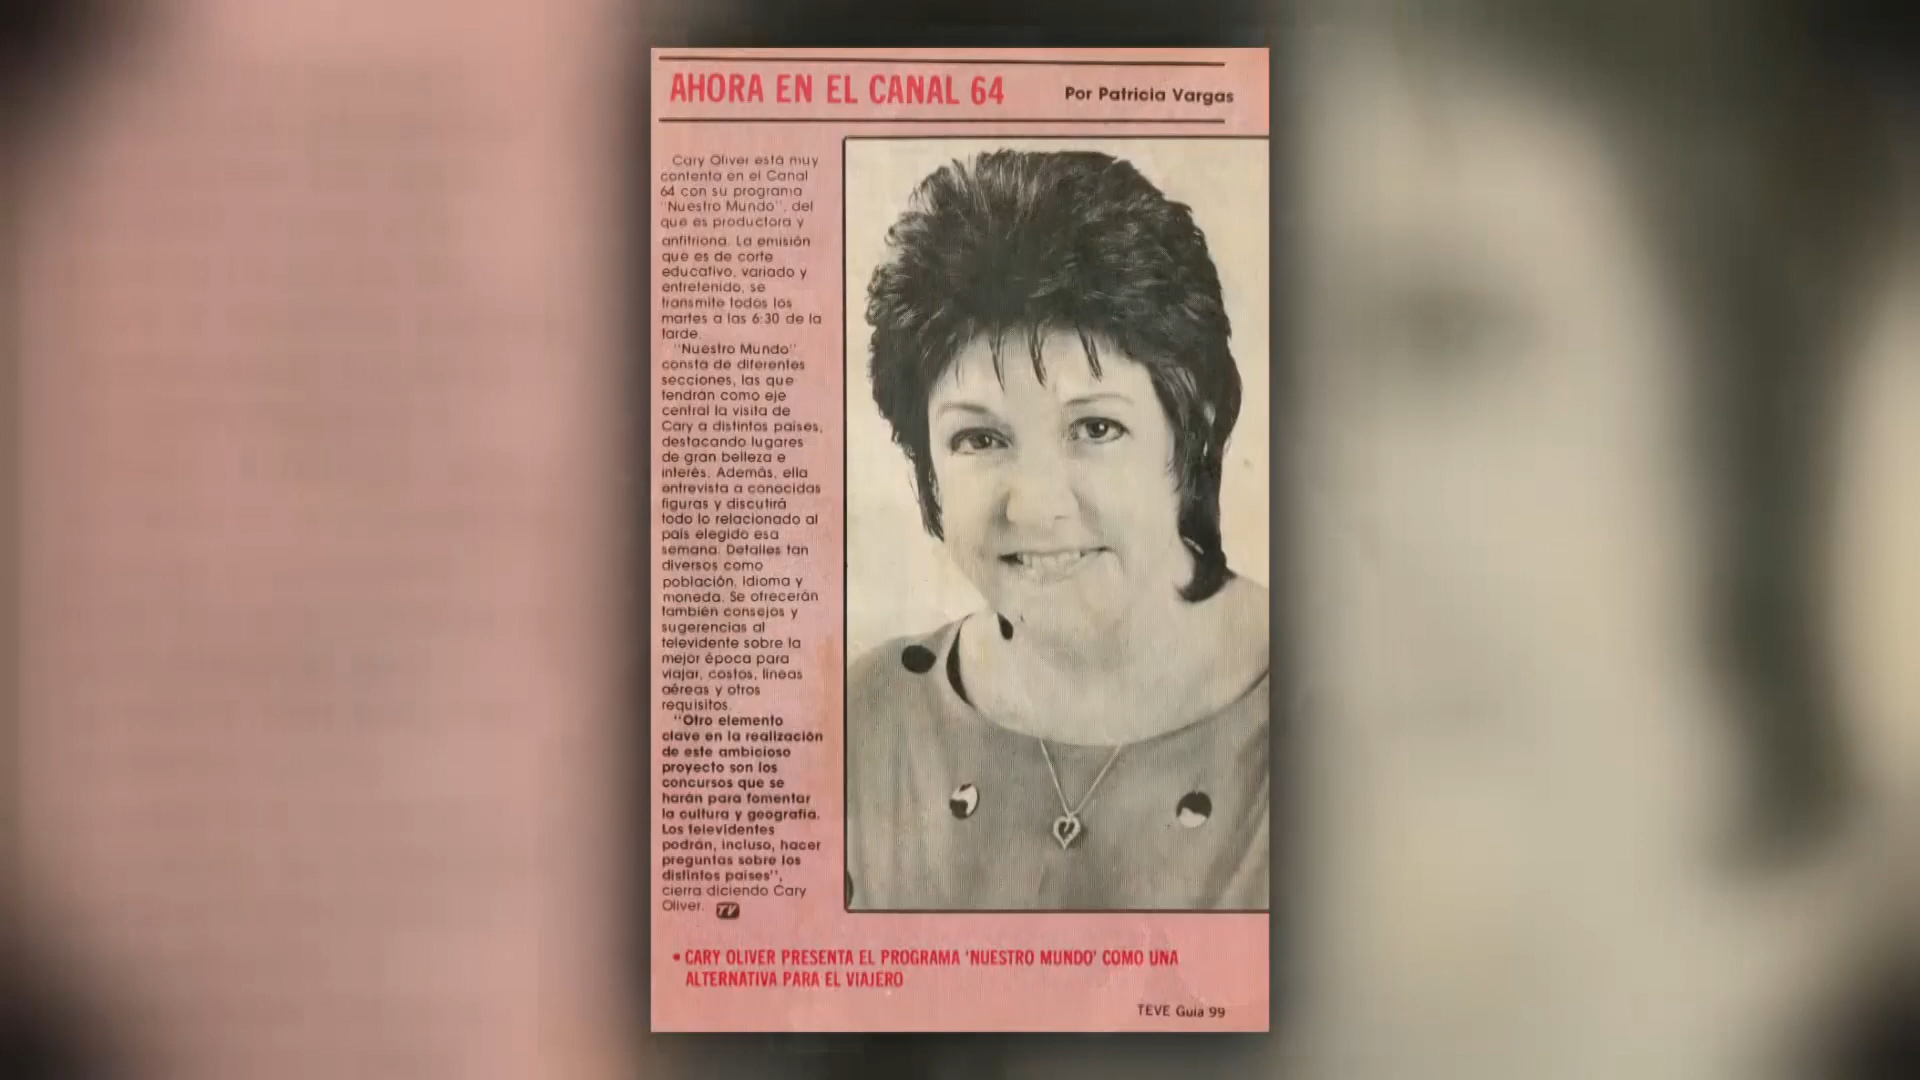 AHORA EN EL CANAL 64
Por Patricia Vargas
Cary Oliver está muy
contenta en el Canal
64 con su programa
"Nuestro Mundo", del
que es productora y
anfitriona. La emisión
que es de corte
educativo, variado y
entretenido, se
transmite todos los
martes a las 6:30 de la
tarde.
"Nuestro Mundo"
consta de diferentes
secciones, las que
tendrán como eje
central la visita de
Cary a distintos países,
destacando lugares
de gran belleza e
interés. Además, ella
entrevista a conocidas
figuras y discutirá
todo lo relacionado al
país elegido esa
semana. Detalles tan
diversos como
población, idioma y
moneda. Se ofrecerán
también consejos y
sugerencias al
televidente sobre la
mejor época para
viajar, costos, líneas
aéreas y otros
requisitos.
"Otro elemento
clave en la realización
de este ambicioso
proyecto son los
concursos que se
harán para fomentar
la cultura y geografía.
Los televidentes
podrán, incluso, hacer
preguntas sobre los
distintos países",
cierra diciendo Cary
Oliver. TV
• CARY OLIVER PRESENTA EL PROGRAMA 'NUESTRO MUNDO' COMO UNA
ALTERNATIVA PARA EL VIAJERO
TEVE Guía 99